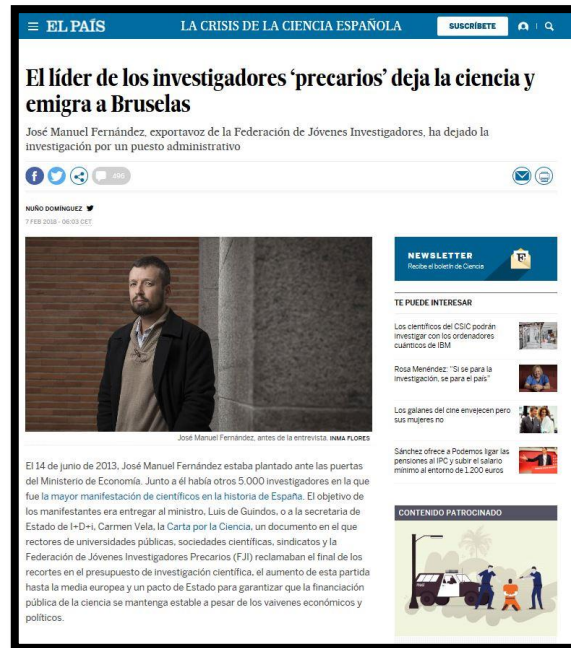 EL PAÍS
LA CRISIS DE LA CIENCIA ESPAÑOLA
SUSCRÍBETE
El líder de los investigadores ‘precarios’ deja la ciencia y
emigra a Bruselas
José Manuel Fernández, exportavoz de la Federación de Jóvenes Investigadores, ha dejado la
investigación por un puesto administrativo
NUÑO DOMÍNGUEZ
7 FEB 2018 - 06:03 CET
José Manuel Fernández, antes de la entrevista. INMA FLORES
El 14 de junio de 2013, José Manuel Fernández estaba plantado ante las puertas
del Ministerio de Economía. Junto a él había otros 5.000 investigadores en la que
fue la mayor manifestación de científicos en la historia de España. El objetivo de
los manifestantes era entregar al ministro, Luis de Guindos, o a la secretaria de
Estado de I+D+i, Carmen Vela, la Carta por la Ciencia, un documento en el que
rectores de universidades públicas, sociedades científicas, sindicatos y la
Federación de Jóvenes Investigadores Precarios (FJI) reclamaban el final de los
recortes en el presupuesto de investigación científica, el aumento de esta partida
hasta la media europea y un pacto de Estado para garantizar que la financiación
pública de la ciencia se mantenga estable a pesar de los vaivenes económicos y
políticos.
NEWSLETTER
Recibe el boletín de Ciencia
TE PUEDE INTERESAR
Los científicos del CSIC podrán
investigar con los ordenadores
cuánticos de IBM
Rosa Menéndez: “Si se para la
investigación, se para el país”
Los galanes del cine envejecen pero
sus mujeres no
Sánchez ofrece a Podemos ligar las
pensiones al IPC y subir el salario
mínimo al entorno de 1.200 euros
CONTENIDO PATROCINADO